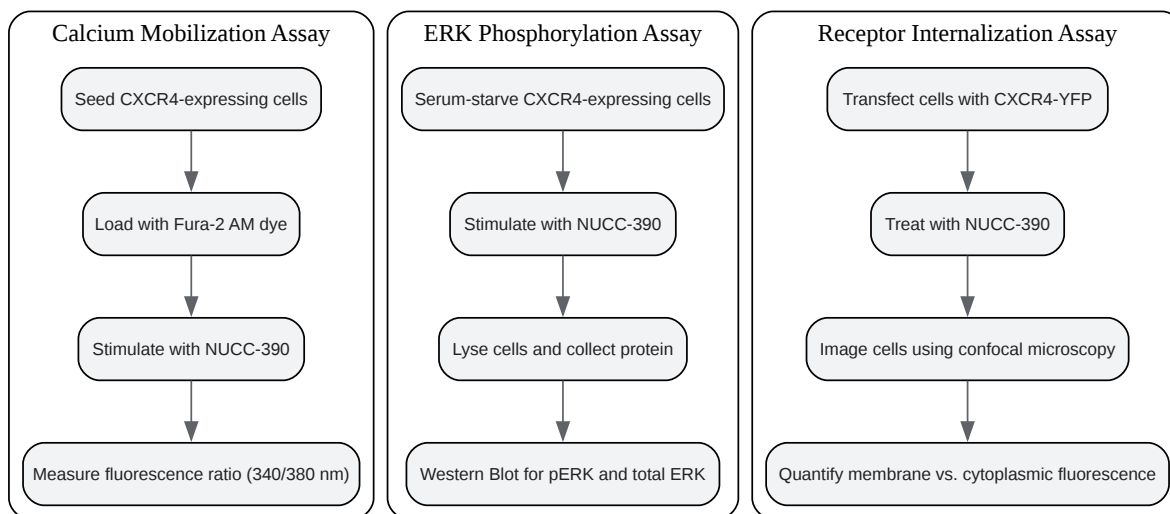 Calcium Mobilization Assay
Seed CXCR4-expressing cells
Load with Fura-2 AM dye
Stimulate with NUCC-390
Measure fluorescence ratio (340/380 nm)
ERK Phosphorylation Assay
Serum-starve CXCR4-expressing cells
Stimulate with NUCC-390
Lyse cells and collect protein
Western Blot for pERK and total ERK
Receptor Internalization Assay
Transfect cells with CXCR4-YFP
Treat with NUCC-390
Image cells using confocal microscopy
Quantify membrane vs. cytoplasmic fluorescence